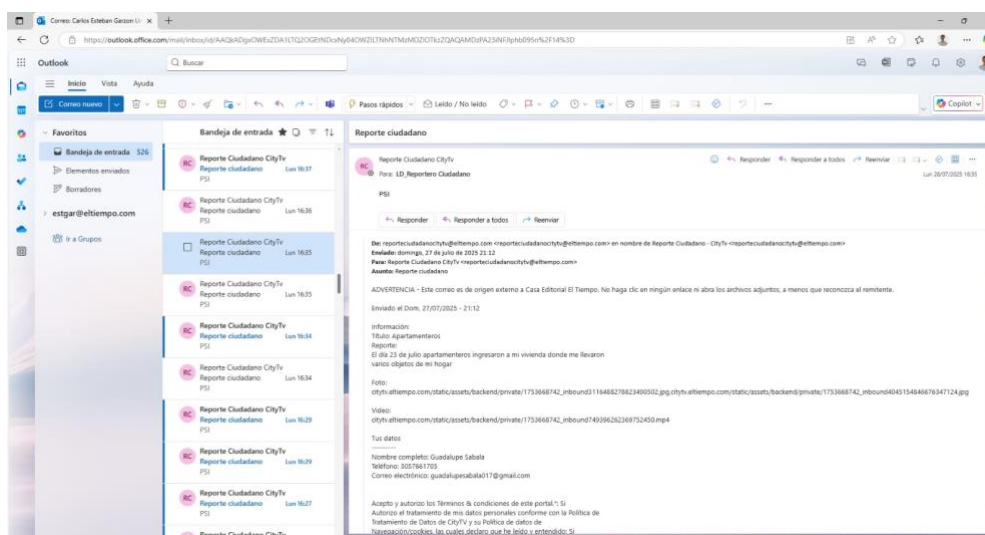 Correo: Carlos Esteban Garzon
https://outlook.office.com/mail/inbox/id/
Outlook
Buscar
Inicio Vista Ayuda
Correo nuevo
Pasos rápidos
Leído / No leído
Copilot
Favoritos
Bandeja de entrada 526
Elementos enviados
Borradores
estgar@eltiempo.com
Ir a Grupos
Bandeja de entrada
RC
Reporte Ciudadano CityTv
Reporte ciudadano Lun 16:37
PSI
RC
Reporte Ciudadano CityTv
Reporte ciudadano Lun 16:36
PSI
Reporte Ciudadano CityTv
Reporte ciudadano Lun 16:35
PSI
RC
Reporte Ciudadano CityTv
Reporte ciudadano Lun 16:35
PSI
RC
Reporte Ciudadano CityTv
Reporte ciudadano Lun 16:34
PSI
RC
Reporte Ciudadano CityTv
Reporte ciudadano Lun 16:34
PSI
RC
Reporte Ciudadano CityTv
Reporte ciudadano Lun 16:29
PSI
RC
Reporte Ciudadano CityTv
Reporte ciudadano Lun 16:29
PSI
RC
Reporte Ciudadano CityTv
Reporte ciudadano Lun 16:27
PSI
Reporte Ciudadano CityTv
Reporte ciudadano
RC
Reporte Ciudadano CityTv
Para: LD_Reportero Ciudadano
Responder Responder a todos Reenviar
Lun 28/07/2025 16:35
PSI
Responder Responder a todos Reenviar
De: reporteciudadanocitytv@eltiempo.com <reporteciudadanocitytv@eltiempo.com> en nombre de Reporte Ciudadano - CityTv <reporteciudadanocitytv@eltiempo.com>
Enviado: domingo, 27 de julio de 2025 21:12
Para: Reporte Ciudadano CityTv <reporteciudadanocitytv@eltiempo.com>
Asunto: Reporte ciudadano
ADVERTENCIA - Este correo es de origen externo a Casa Editorial El Tiempo. No haga clic en ningún enlace ni abra los archivos adjuntos, a menos que reconozca el remitente.
Enviado el Dom, 27/07/2025 - 21:12
Información:
Título: Apartamenteros
Reporte:
El día 23 de julio apartamenteros ingresaron a mi vivienda donde me llevaron
varios objetos de mi hogar
Foto:
citytv.eltiempo.com/static/assets/backend/private/1753668742_inbound3116488278823490502.jpg,citytv.eltiempo.com/static/assets/backend/private/1753668742_inbound4045154846676347124.jpg
Video:
citytv.eltiempo.com/static/assets/backend/private/1753668742_inbound7493962823697524​50.mp4
Tus datos
Nombre completo: Guadalupe Sabala
Teléfono: 3057661705
Correo electrónico: guadalupesabala017@gmail.com
Acepto y autorizo los Términos & condiciones de este portal.*: Si
Autorizo el tratamiento de mis datos personales conforme con la Política de
Tratamiento de Datos de CityTV y su Política de datos de
Navegación/cookies, las cuales declaro que he leído y entendido: Si